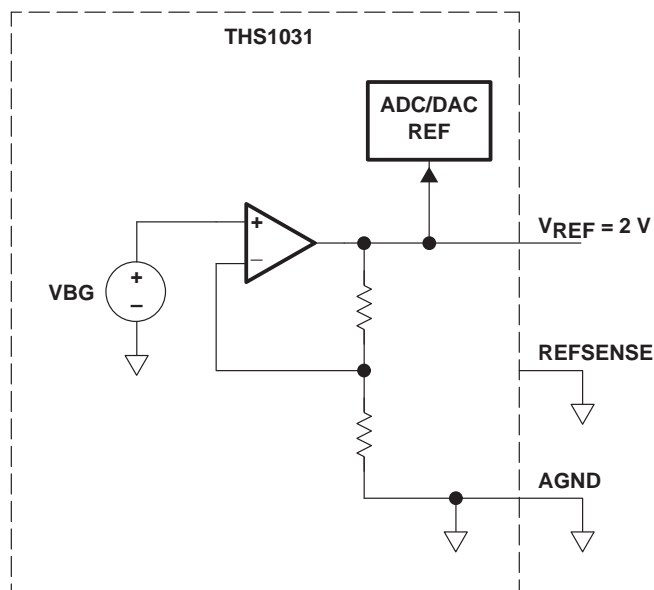 THS1031
ADC/DAC
REF
+
−
VREF = 2 V
VBG
+
−
REFSENSE
AGND